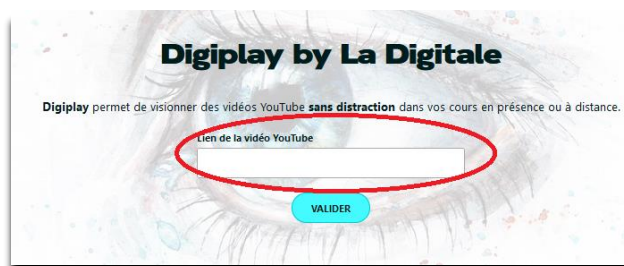 Digiplay by La Digitale
Digiplay permet de visionner des vidéos YouTube sans distraction dans vos cours en présence ou à distance.
Lien de la vidéo YouTube
VALIDER